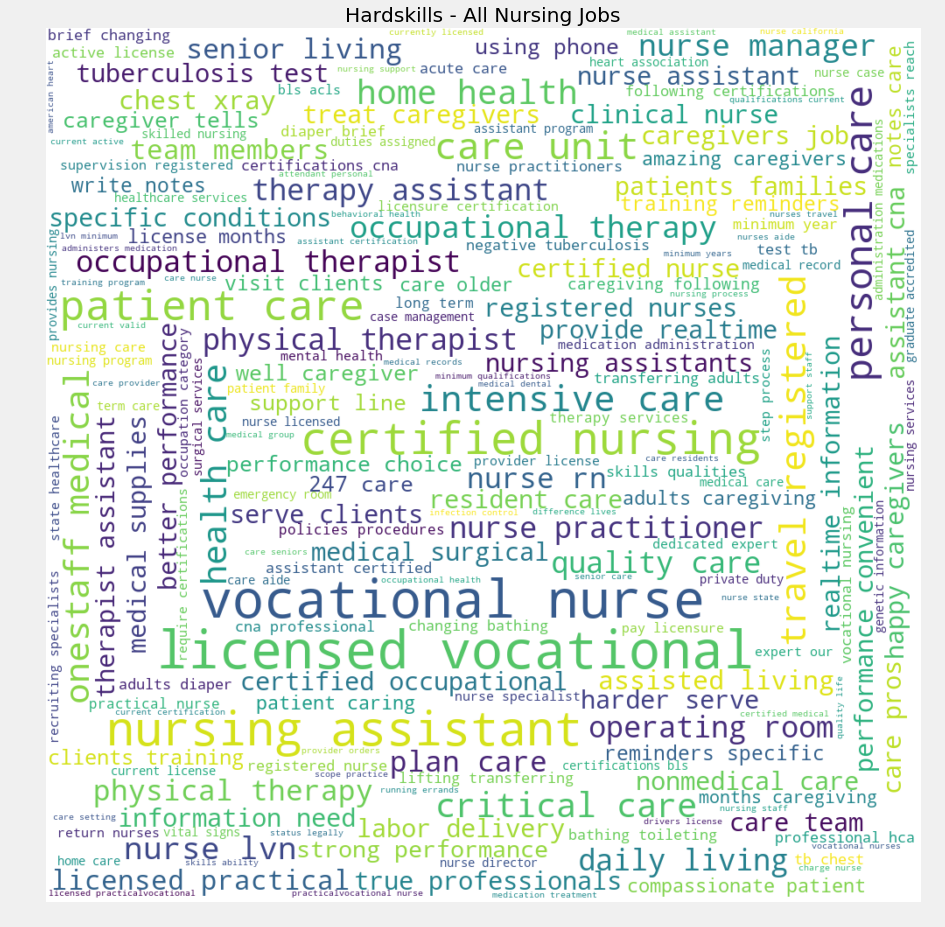 Hardskills - All Nursing Jobs
brief changing
currently licensed
medical assistant
nurse california
active license
senior living
using phone
nurse manager
american heart
tuberculosis test
nursing support
acute care
heart association
nurse assistant
nurse case
notes care
specialists reach
bls acls
home health
following certifications
qualifications current
chest xray
caregiver tells
treat caregivers
clinical nurse
personal care
skilled nursing
diaper brief
assistant program
caregivers job
current active
team members
duties assigned
care unit
administration medications
supervision registered
certifications cna
nurse practitioners
amazing caregivers
attendant personal
write notes
healthcare services
therapy assistant
patients families
licensure certification
training reminders
specific conditions
behavioral health
occupational therapy
nurses travel
minimum year
assistant cna
lvn minimum
license months
assistant certification
nurses aide
administers medication
negative tuberculosis
test tb
provides nursing
occupational therapist
minimum years
certified nurse
medical record
graduate accredited
training program
care nurse
visit clients
care older
caregiving following
nursing process
patient care
long term
registered nurses
case management
current valid
provide realtime
physical therapist
nursing care
medication administration
mental health
medical records
nursing assistants
nursing program
well caregiver
minimum qualifications
transferring adults
care provider
patient family
medical dental
support staff
step process
travel registered
realtime information
onestaff medical
better performance
occupation category
surgical services
health care
term care
support line
intensive care
nursing services
nurse licensed
therapy services
therapist assistant
medical supplies
certified nursing
state healthcare
medical group
care residents
performance choice
provider license
skills qualities
247 care
nurse rn
medical care
happy caregivers
performance convenient
emergency room
resident care
adults caregiving
require certifications
serve clients
infection control
difference lives
policies procedures
nurse practitioner
genetic information
vocational nursing
medical surgical
dedicated expert
care seniors
quality care
assistant certified
care aide
occupational health
senior care
private duty
recruiting specialists
vocational nurse
nurse state
cna professional
changing bathing
pay licensure
licensed vocational
expert our
care pros
adults diaper
certified occupational
assisted living
quality life
practical nurse
patient caring
nurse specialist
harder serve
current certification
certified medical
nursing assistant
operating room
provider orders
clients training
registered nurse
plan care
reminders specific
current license
scope practice
lifting transferring
certifications bls
nonmedical care
physical therapy
running errands
critical care
months caregiving
nursing staff
care setting
information need
drivers license
care team
return nurses
vital signs
status legally
labor delivery
bathing toileting
professional hca
nurse lvn
strong performance
vocational nurses
home care
skills ability
nurse director
daily living
tb chest
charge nurse
licensed practical
true professionals
compassionate patient
licensed practicalvocational
practicalvocational nurse
medication treatment